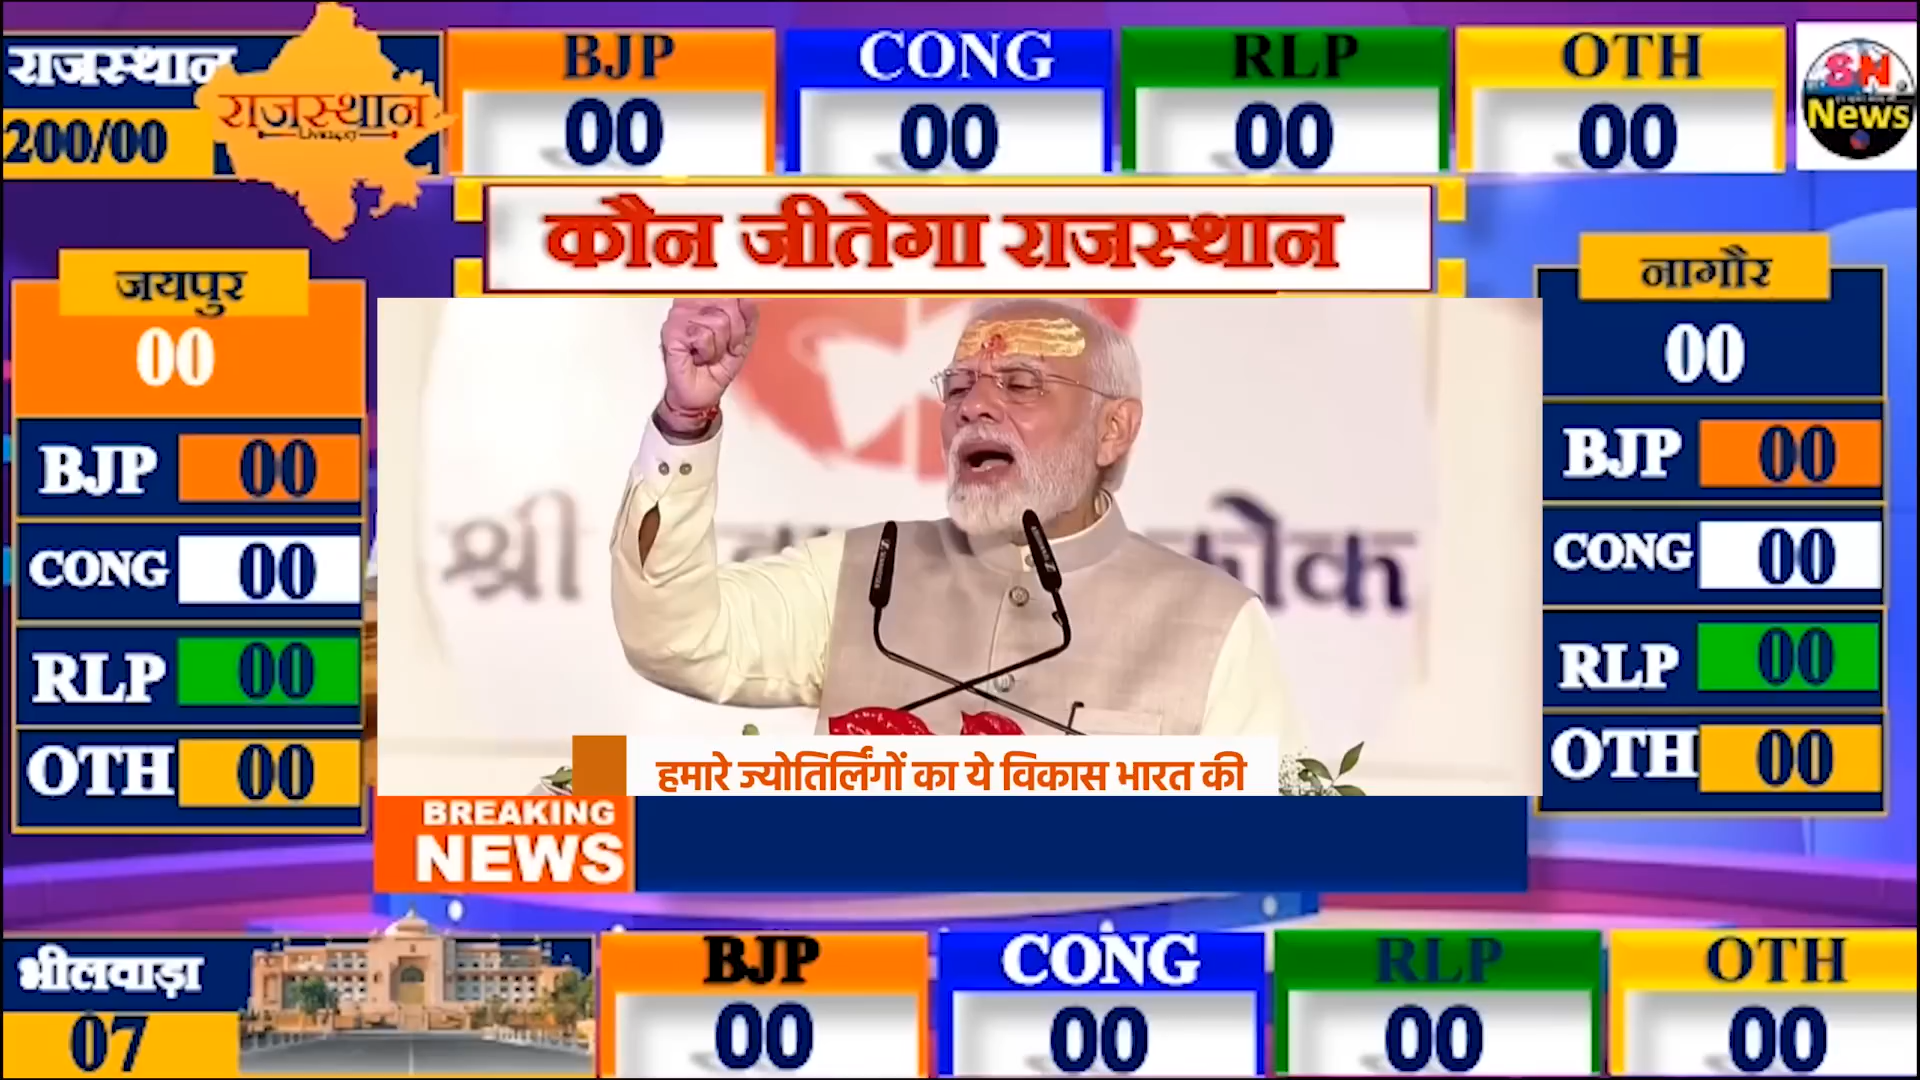 राजस्थान
200/00
राजस्थान
BJP
00
CONG
00
RLP
00
OTH
00
SN
News
कौन जीतेगा राजस्थान
जयपुर
00
BJP 00
CONG 00
RLP 00
OTH 00
श्री
हमारे ज्योतिर्लिंगों का ये विकास भारत की
BREAKING
NEWS
नागौर
00
BJP 00
CONG 00
RLP 00
OTH 00
भीलवाड़ा
07
BJP
00
CONG
00
RLP
00
OTH
00